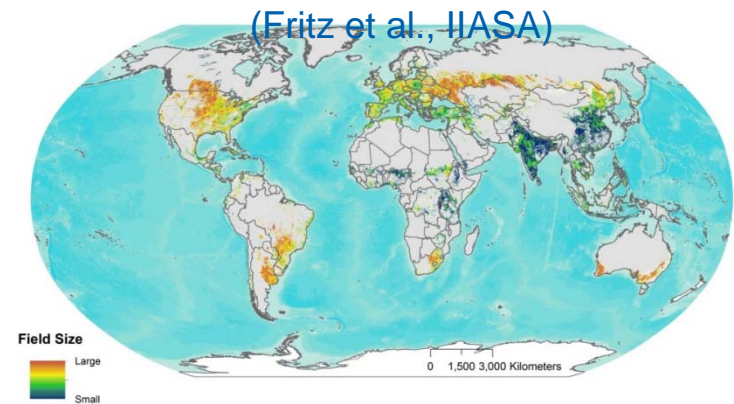 (Fritz et al., IIASA)
Field Size
Large
Small
0 1,500 3,000 Kilometers